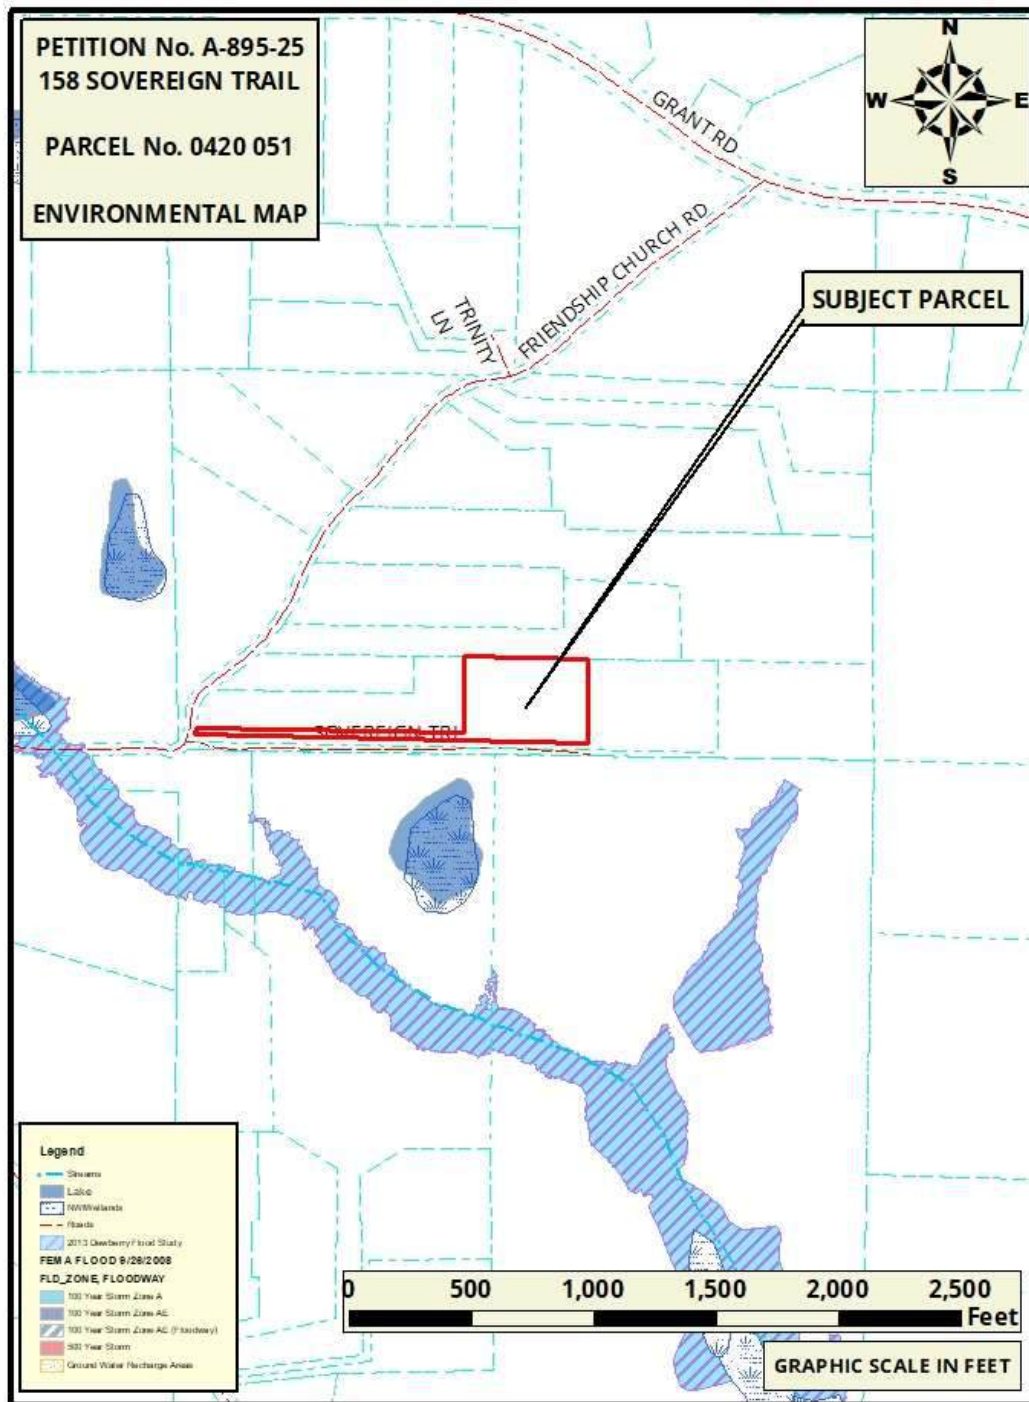 PETITION No. A-895-25
158 SOVEREIGN TRAIL
PARCEL No. 0420 051
ENVIRONMENTAL MAP
N
W
E
S
GRANT RD
FRIENDSHIP CHURCH RD
TRINITY
LN
SUBJECT PARCEL
SOVEREIGN TRL
Legend
Streams
Lake
NWIWetlands
Roads
2013 Dewberry Flood Study
FEMA FLOOD 9/26/2008
FLD_ZONE, FLOODWAY
100 Year Storm Zone A
100 Year Storm Zone AE
100 Year Storm Zone AE (Floodway)
500 Year Storm
Ground Water Recharge Areas
0 500 1,000 1,500 2,000 2,500
Feet
GRAPHIC SCALE IN FEET